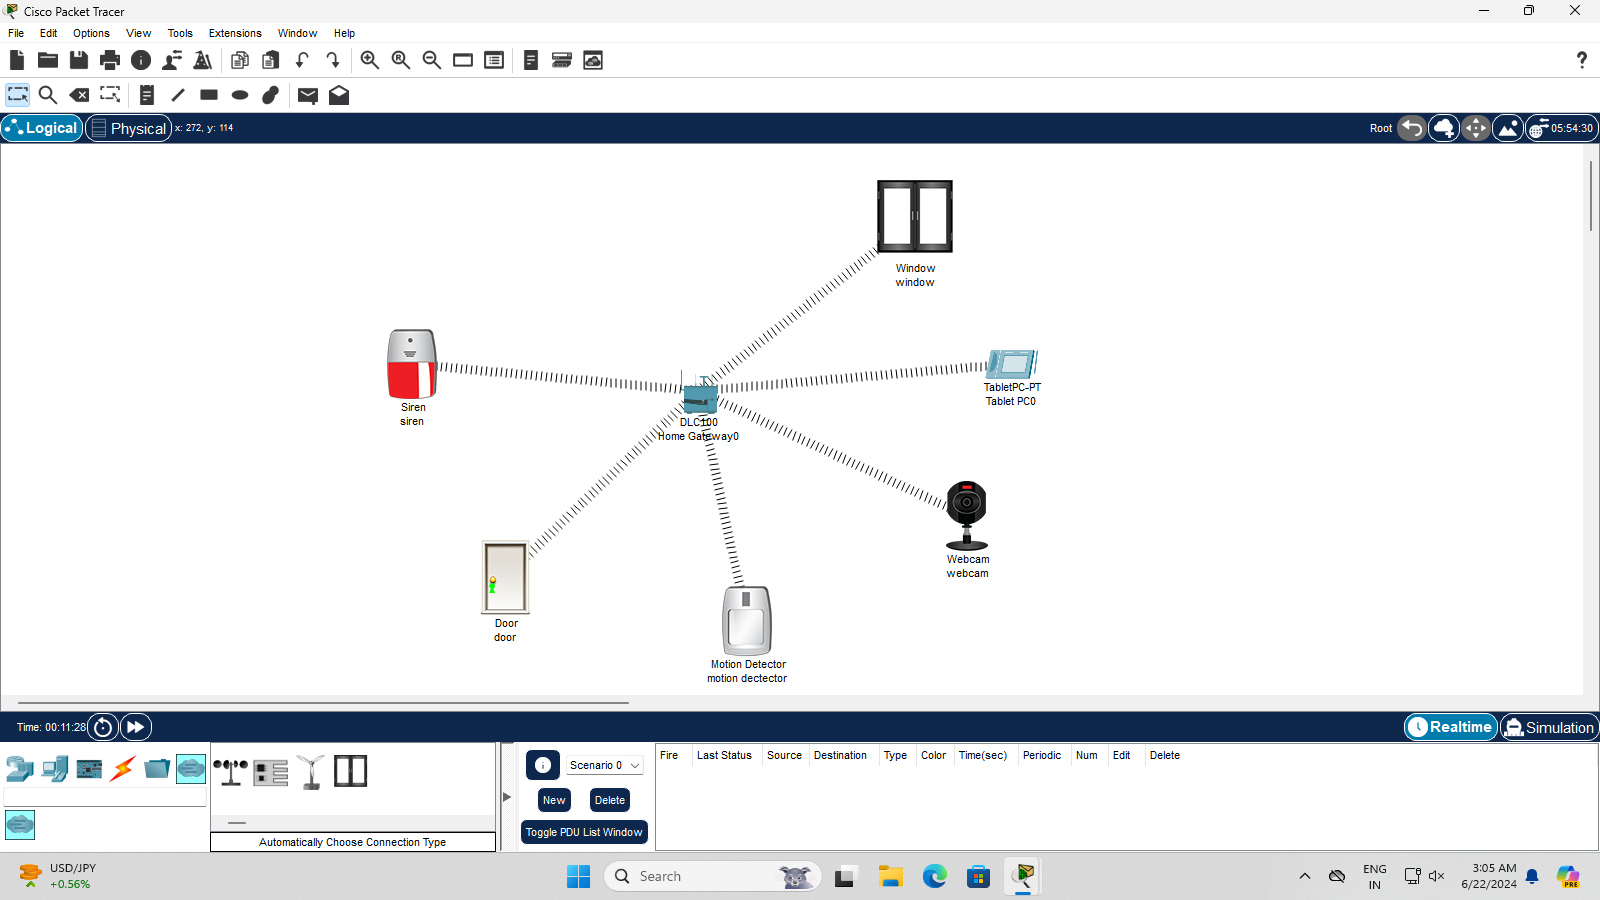 Cisco Packet Tracer
File Edit Options View Tools Extensions Window Help
Logical Physical x: 272, y: 114 Root 05:54:30
Window
window
Siren
siren
TabletPC-PT
Tablet PC0
DLC100
Home Gateway0
Webcam
webcam
Door
door
Motion Detector
motion dectector
Time: 00:11:28 Realtime Simulation
Scenario 0
New Delete
Toggle PDU List Window
Fire Last Status Source Destination Type Color Time(sec) Periodic Num Edit Delete
Automatically Choose Connection Type
USD/JPY
+0.56%
Search
ENG
IN
3:05 AM
6/22/2024
PRE